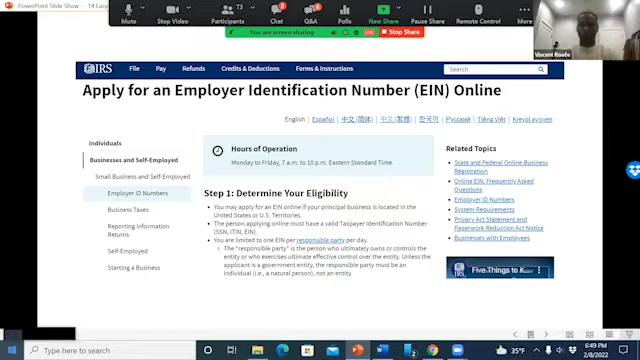 PowerPoint Slide Show
14 Easy
Mute
Stop Video
Participants
73
Chat
Q&A
Polls
New Share
Pause Share
Remote Control
More
You are screen sharing
LIVE
Stop Share
Vincent Roofe
IRS
File
Pay
Refunds
Credits & Deductions
Forms & Instructions
Search
Apply for an Employer Identification Number (EIN) Online
English
Español
中文 (简体)
中文 (繁體)
한국어
Русский
Tiếng Việt
Kreyòl ayisyen
Individuals
Businesses and Self-Employed
Small Business and Self-Employed
Employer ID Numbers
Business Taxes
Reporting Information
Returns
Self-Employed
Starting a Business
Hours of Operation
Monday to Friday, 7 a.m. to 10 p.m. Eastern Standard Time.
Step 1: Determine Your Eligibility
• You may apply for an EIN online if your principal business is located in the
United States or U.S. Territories.
• The person applying online must have a valid Taxpayer Identification Number
(SSN, ITIN, EIN).
• You are limited to one EIN per responsible party per day.
The "responsible party" is the person who ultimately owns or controls the
entity or who exercises ultimate effective control over the entity. Unless the
applicant is a government entity, the responsible party must be an
individual (i.e., a natural person), not an entity.
Related Topics
• State and Federal Online Business
Registration
• Online EIN: Frequently Asked
Questions
• Employer ID Numbers
• System Requirements
• Privacy Act Statement and
Paperwork Reduction Act Notice
• Businesses with Employees
IRS
Five Things to K
Type here to search
35°F
6:49 PM
2/8/2022